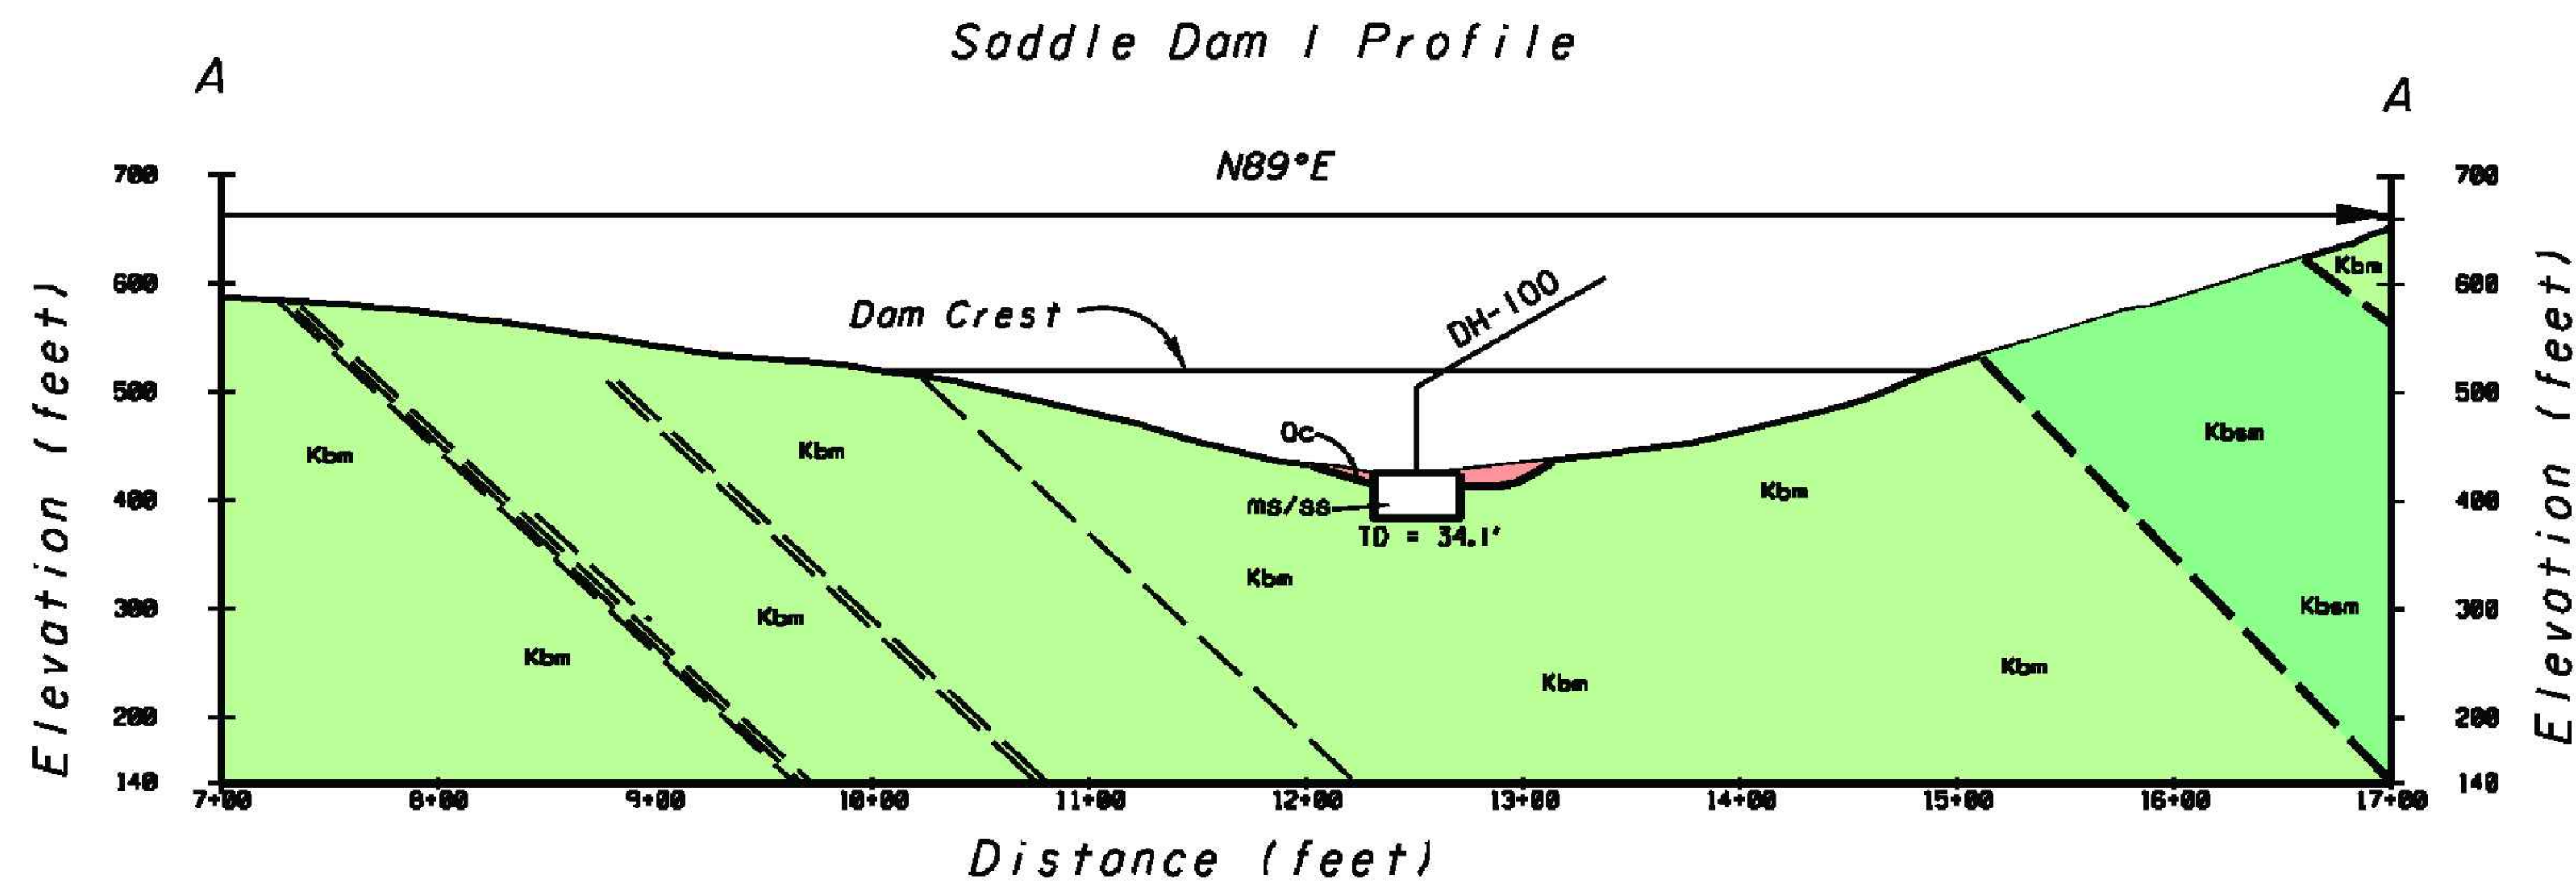 Saddle Dam 1 Profile
A
A
N89°E
700
600
500
400
300
200
140
Elevation (feet)
700
600
500
400
300
200
140
Elevation (feet)
Dam Crest
DH-100
Qc
ms/ss
TD = 34.1'
Kbm
Kbm
Kbm
Kbm
Kbm
Kbm
Kbm
Kbm
Kbm
Kbsm
Kbsm
7+00 8+00 9+00 10+00 11+00 12+00 13+00 14+00 15+00 16+00 17+00
Distance (feet)